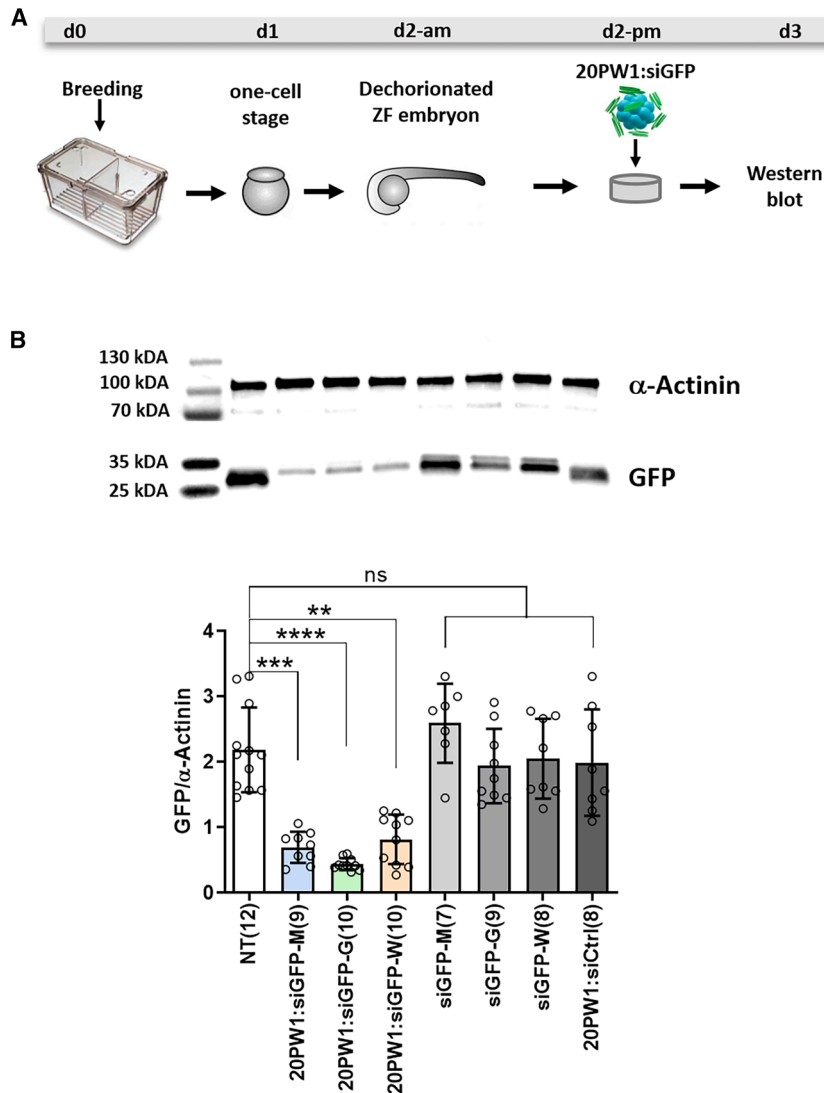 A
d0 d1 d2-am d2-pm d3
Breeding
one-cell
stage
Dechorionated
ZF embryon
20PW1:siGFP
Western
blot
B
130 kDA
100 kDA
70 kDA
35 kDA
25 kDA
α-Actinin
GFP
ns
**
****
***
GFP/α-Actinin
4
3
2
1
0
NT(12)
20PW1:siGFP-M(9)
20PW1:siGFP-G(10)
20PW1:siGFP-W(10)
siGFP-M(7)
siGFP-G(9)
siGFP-W(8)
20PW1:siCtrl(8)